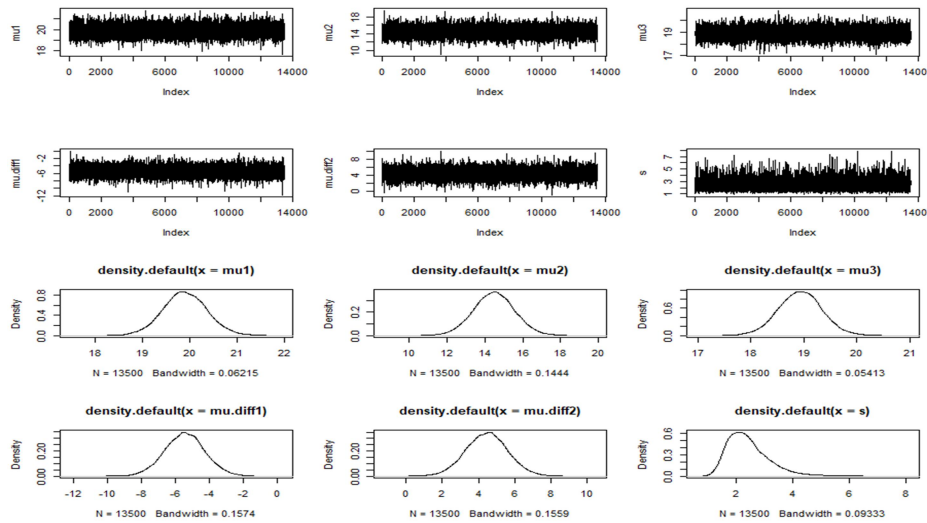 mu1
18 20
0 2000 6000 10000 14000
Index
mu2
10 14 18
0 2000 6000 10000 14000
Index
mu3
17 19
0 2000 6000 10000 1400
Index
mu.diff1
-12 -6 -2
0 2000 6000 10000 14000
Index
mu.diff2
0 4 8
0 2000 6000 10000 14000
Index
s
1 3 5 7
0 2000 6000 10000 1400
Index
density.default(x = mu1)
Density
0.0 0.4 0.8
18 19 20 21 22
N = 13500 Bandwidth = 0.06215
density.default(x = mu2)
Density
0.0 0.2
10 12 14 16 18 20
N = 13500 Bandwidth = 0.1444
density.default(x = mu3)
Density
0.0 0.6
17 18 19 20 21
N = 13500 Bandwidth = 0.05413
density.default(x = mu.diff1)
Density
0.00 0.20
-12 -10 -8 -6 -4 -2 0
N = 13500 Bandwidth = 0.1574
density.default(x = mu.diff2)
Density
0.00 0.20
0 2 4 6 8 10
N = 13500 Bandwidth = 0.1559
density.default(x = s)
Density
0.0 0.3 0.6
2 4 6 8
N = 13500 Bandwidth = 0.09333